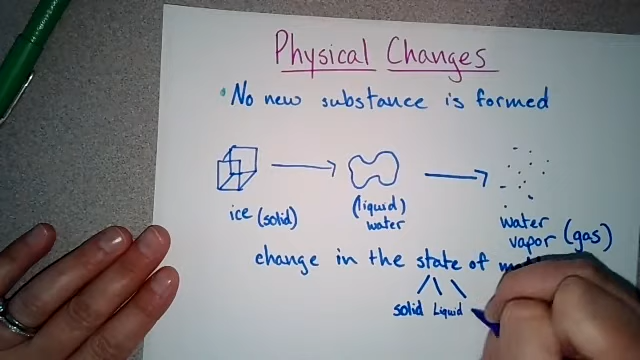 Physical Changes
• No new substance is formed
ice (solid)
(liquid)
water
water
vapor (gas)
change in the state of
solid Liquid